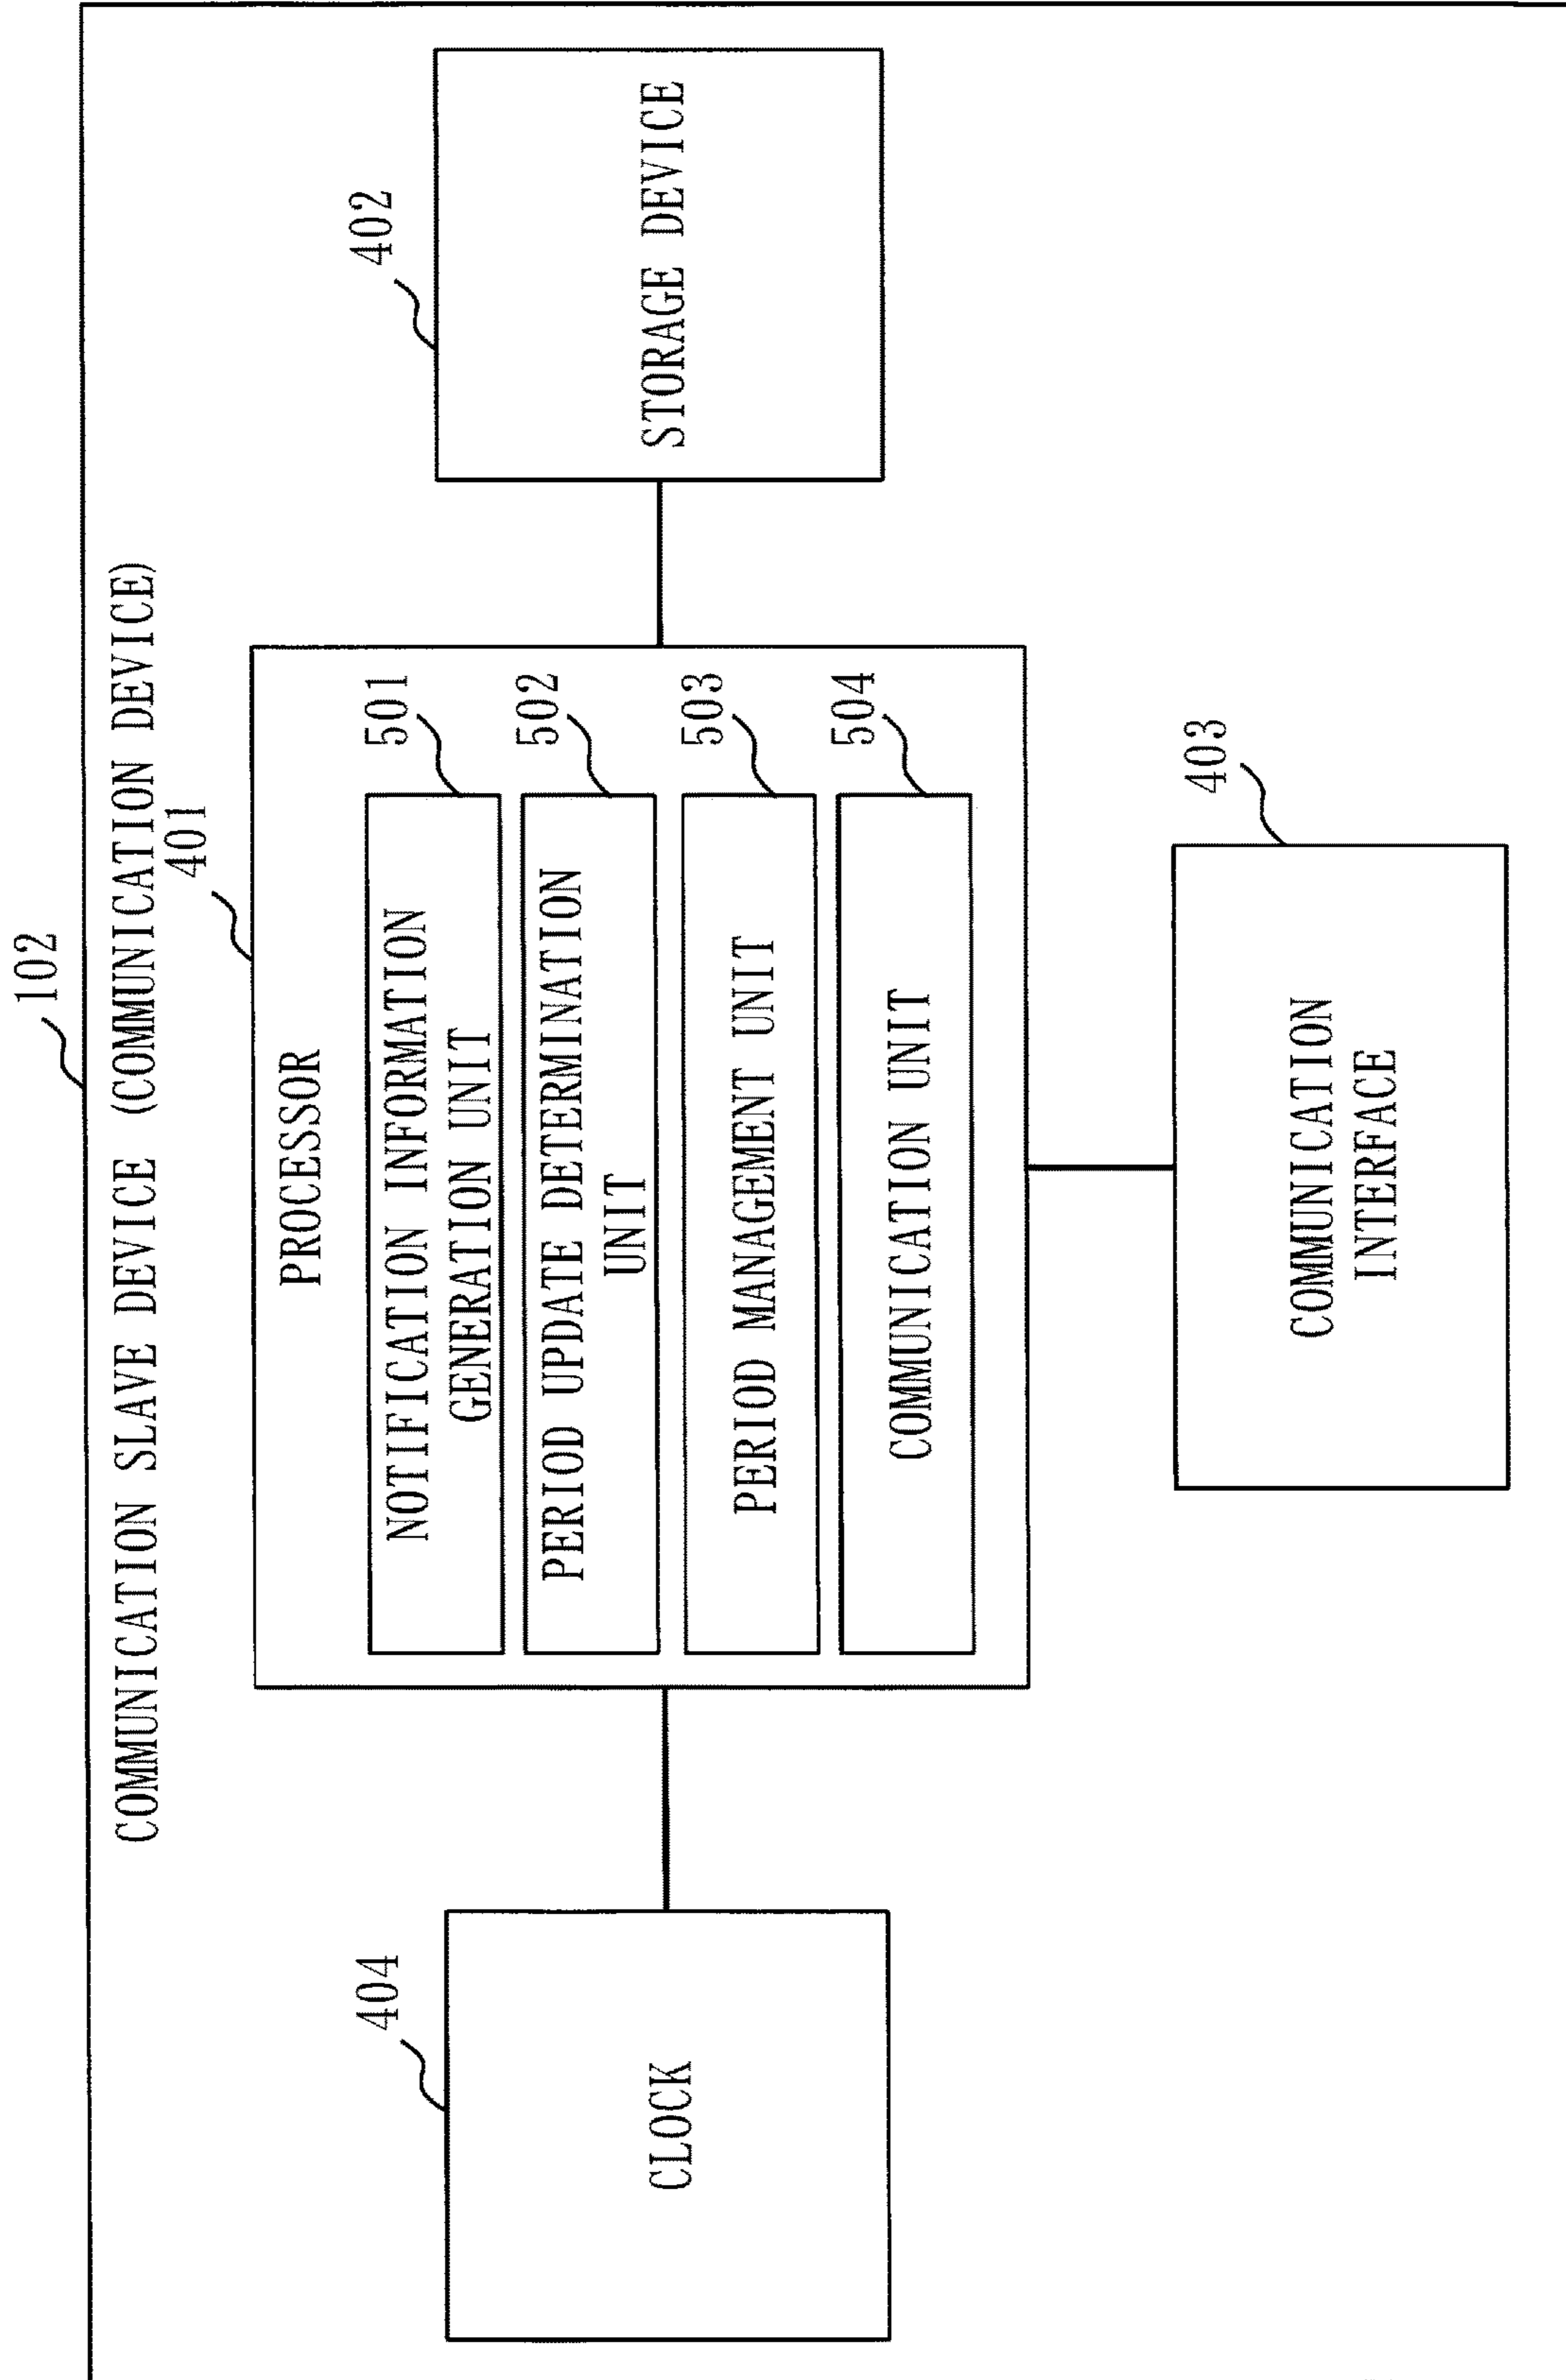 102
COMMUNICATION SLAVE DEVICE (COMMUNICATION DEVICE)
401
PROCESSOR
501
NOTIFICATION INFORMATION
GENERATION UNIT
502
PERIOD UPDATE DETERMINATION
UNIT
503
PERIOD MANAGEMENT UNIT
504
COMMUNICATION UNIT
404
CLOCK
402
STORAGE DEVICE
403
COMMUNICATION
INTERFACE